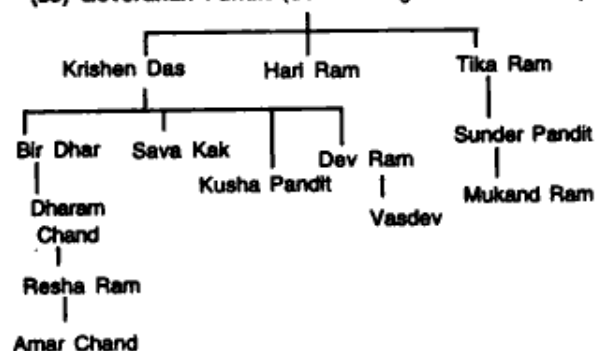 Krishen Das Hari Ram Tika Ram
Bir Dhar Sava Kak Dev Ram Sunder Pandit
Kusha Pandit Mukand Ram
Dharam Vasdev
Chand
Resha Ram
Amar Chand